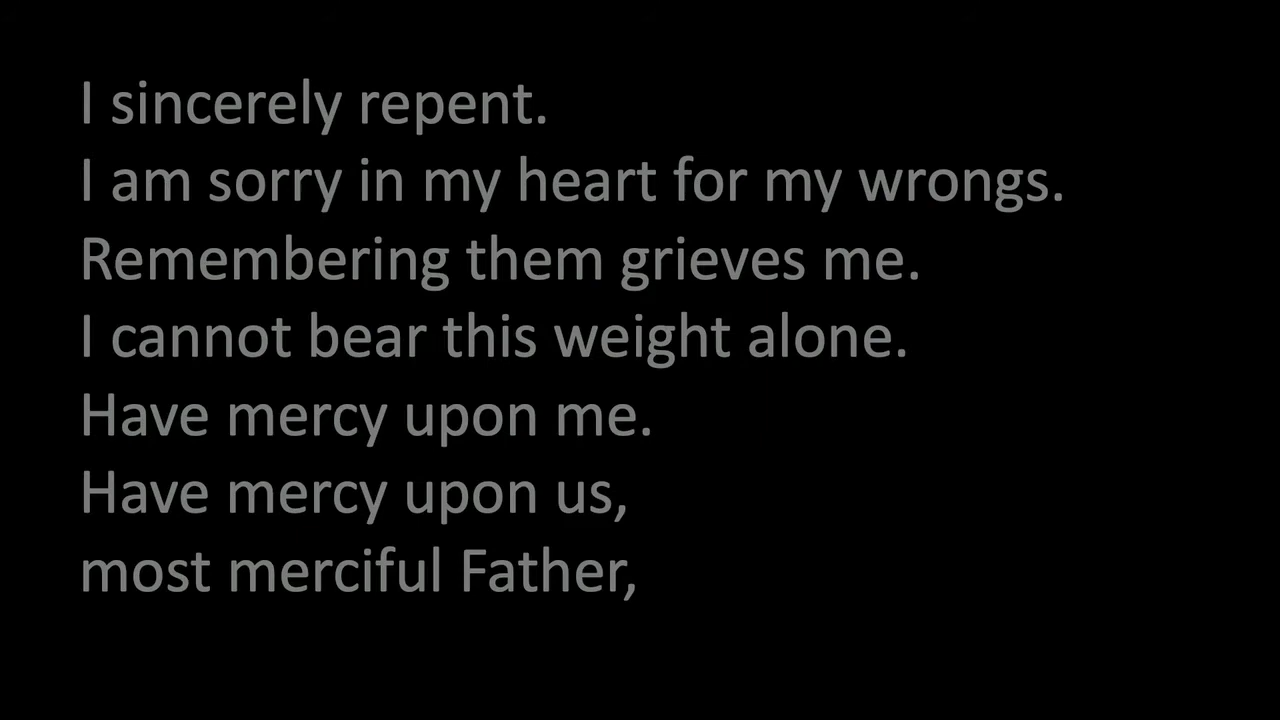 I sincerely repent.
I am sorry in my heart for my wrongs.
Remembering them grieves me.
I cannot bear this weight alone.
Have mercy upon me.
Have mercy upon us,
most merciful Father,